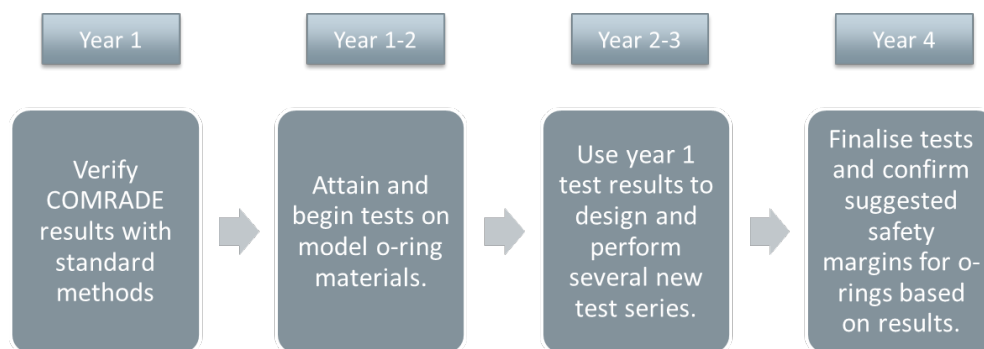 Year 1
Year 1-2
Year 2-3
Year 4
Verify
COMRADE
results with
standard
methods
Attain and
begin tests on
model o-ring
materials.
Use year 1
test results to
design and
perform
several new
test series.
Finalise tests
and confirm
suggested
safety
margins for o-
rings based
on results.